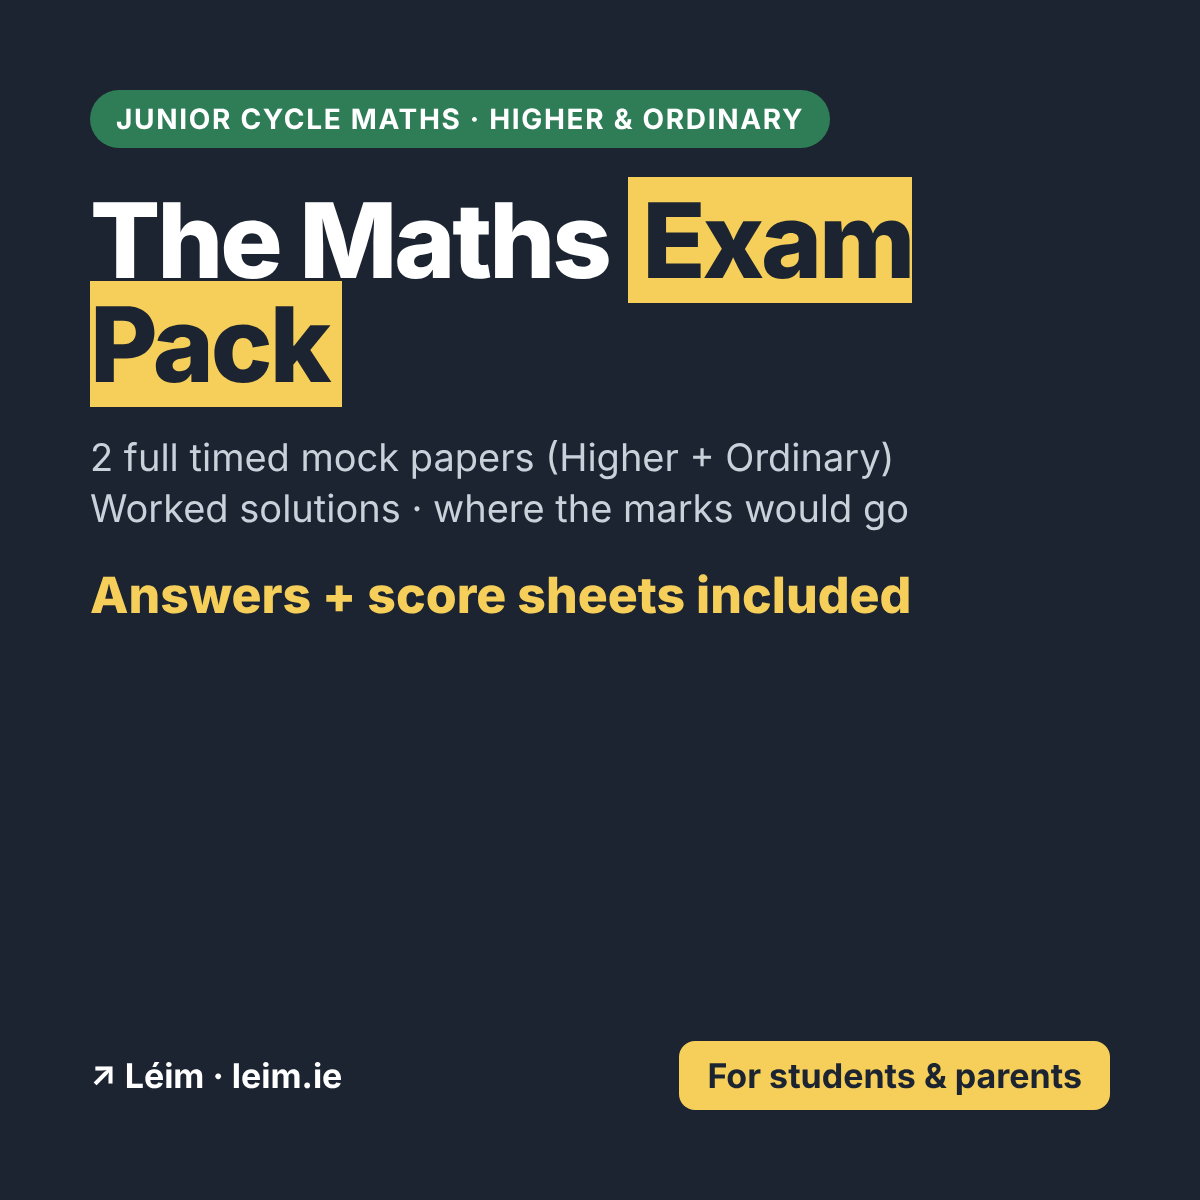 JUNIOR CYCLE MATHS · HIGHER & ORDINARY
The Maths Exam
Pack
2 full timed mock papers (Higher + Ordinary)
Worked solutions · where the marks would go
Answers + score sheets included
↗ Léim · leim.ie
For students & parents